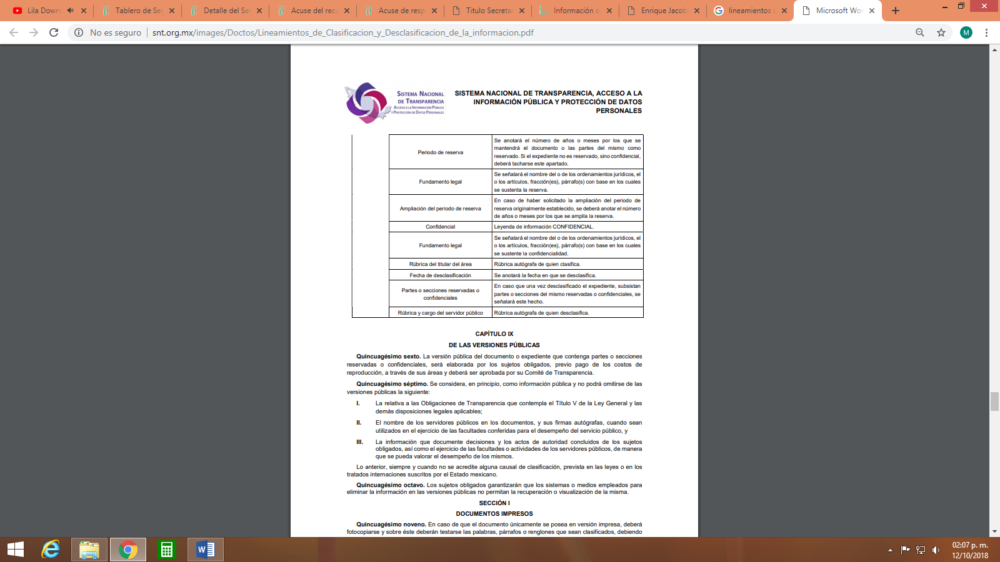 Lila Down
Tablero de Seg
Detalle del Se
Acuse del recu
Acuse de resp
Titulo Secretar
Información c
Enrique Jacob
lineamientos d
Microsoft Wor
No es seguro
snt.org.mx/images/Doctos/Lineamientos_de_Clasificacion_y_Desclasificacion_de_la_informacion.pdf
M
SISTEMA NACIONAL
DE TRANSPARENCIA
ACCESO A LA INFORMACIÓN PÚBLICA
Y PROTECCIÓN DE DATOS PERSONALES
SISTEMA NACIONAL DE TRANSPARENCIA, ACCESO A LA
INFORMACIÓN PÚBLICA Y PROTECCIÓN DE DATOS
PERSONALES
Periodo de reserva
Se anotará el número de años o meses por los que se
mantendrá el documento o las partes del mismo como
reservado. Si el expediente no es reservado, sino confidencial,
deberá tacharse este apartado.
Fundamento legal
Se señalará el nombre del o de los ordenamientos jurídicos, el
o los artículos, fracción(es), párrafo(s) con base en los cuales
se sustenta la reserva.
Ampliación del periodo de reserva
En caso de haber solicitado la ampliación del periodo de
reserva originalmente establecido, se deberá anotar el número
de años o meses por los que se amplía la reserva.
Confidencial
Leyenda de información CONFIDENCIAL.
Fundamento legal
Se señalará el nombre del o de los ordenamientos jurídicos, el
o los artículos, fracción(es), párrafo(s) con base en los cuales
se sustente la confidencialidad.
Rúbrica del titular del área
Rúbrica autógrafa de quien clasifica.
Fecha de desclasificación
Se anotará la fecha en que se desclasifica.
Partes o secciones reservadas o
confidenciales
En caso que una vez desclasificado el expediente, subsistan
partes o secciones del mismo reservadas o confidenciales, se
señalará este hecho.
Rúbrica y cargo del servidor público
Rúbrica autógrafa de quien desclasifica.
CAPÍTULO IX
DE LAS VERSIONES PÚBLICAS
Quincuagésimo sexto. La versión pública del documento o expediente que contenga partes o secciones
reservadas o confidenciales, será elaborada por los sujetos obligados, previo pago de los costos de
reproducción, a través de sus áreas y deberá ser aprobada por su Comité de Transparencia.
Quincuagésimo séptimo. Se considera, en principio, como información pública y no podrá omitirse de las
versiones públicas la siguiente:
I. La relativa a las Obligaciones de Transparencia que contempla el Título V de la Ley General y las
demás disposiciones legales aplicables;
II. El nombre de los servidores públicos en los documentos, y sus firmas autógrafas, cuando sean
utilizados en el ejercicio de las facultades conferidas para el desempeño del servicio público, y
III. La información que documente decisiones y los actos de autoridad concluidos de los sujetos
obligados, así como el ejercicio de las facultades o actividades de los servidores públicos, de manera
que se pueda valorar el desempeño de los mismos.
Lo anterior, siempre y cuando no se acredite alguna causal de clasificación, prevista en las leyes o en los
tratados internaciones suscritos por el Estado mexicano.
Quincuagésimo octavo. Los sujetos obligados garantizarán que los sistemas o medios empleados para
eliminar la información en las versiones públicas no permitan la recuperación o visualización de la misma.
SECCIÓN I
DOCUMENTOS IMPRESOS
Quincuagésimo noveno. En caso de que el documento únicamente se posea en versión impresa, deberá
fotocopiarse y sobre éste deberán testarse las palabras, párrafos o renglones que sean clasificados, debiendo
02:07 p. m.
12/10/2018